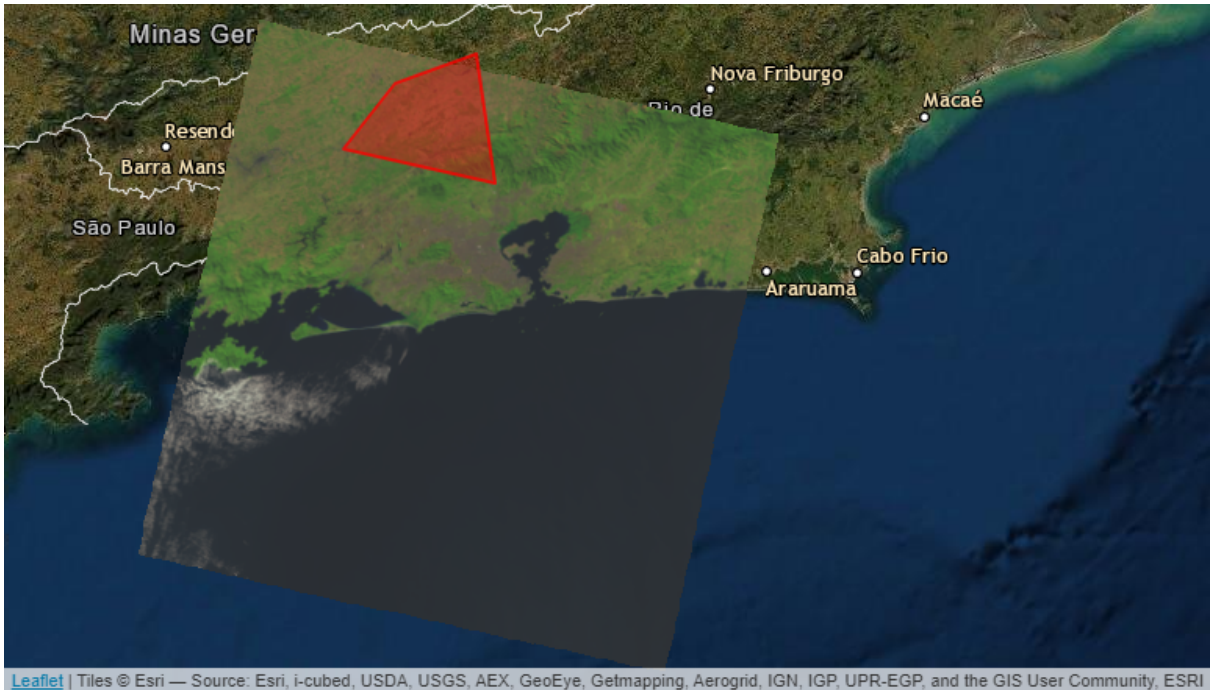 Minas Ger
Nova Friburgo
Rio de
Macaé
Resend
Barra Mans
São Paulo
Cabo Frio
Araruama
Leaflet | Tiles © Esri — Source: Esri, i-cubed, USDA, USGS, AEX, GeoEye, Getmapping, Aerogrid, IGN, IGP, UPR-EGP, and the GIS User Community, ESRI